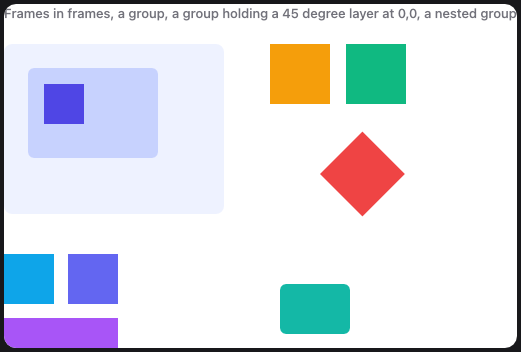 Frames in frames, a group, a group holding a 45 degree layer at 0,0, a nested group